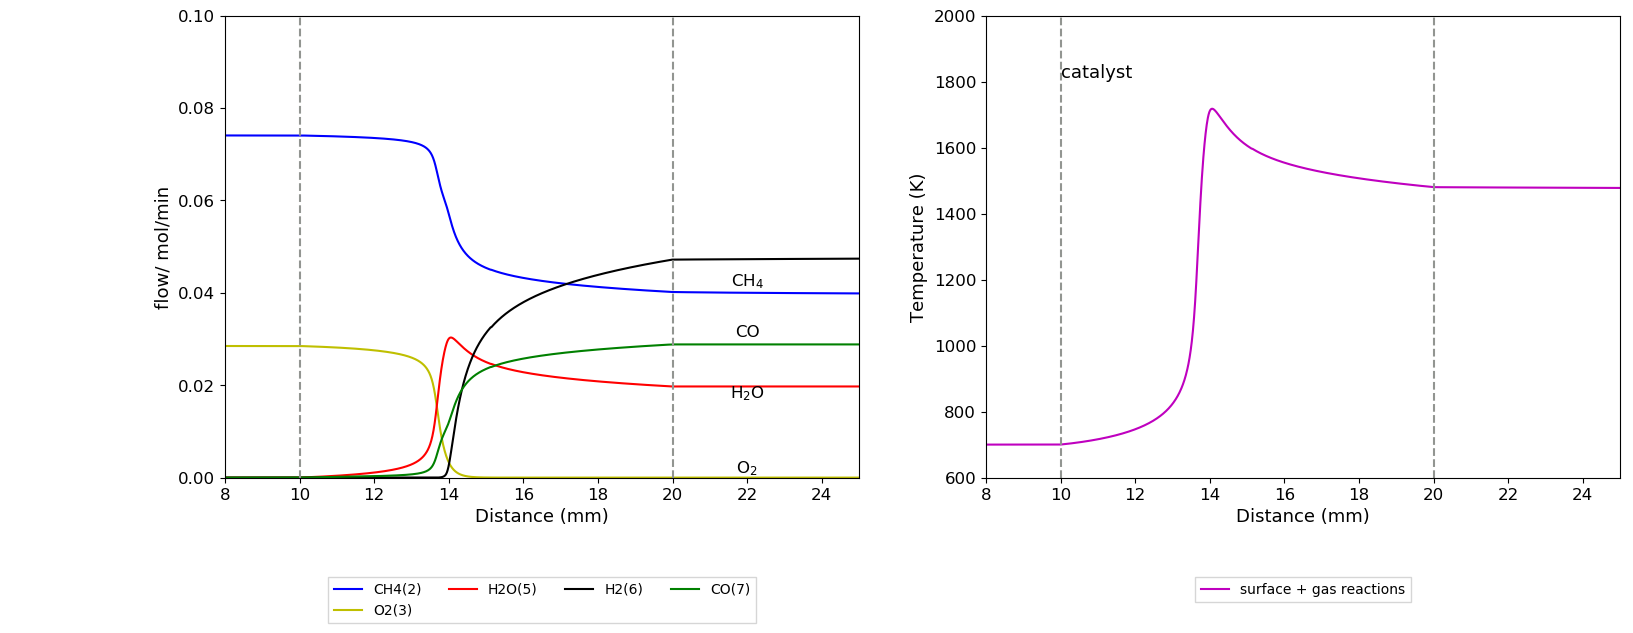 0.10
0.08
0.06
0.04
0.02
0.00
flow/ mol/min
CH₄
CO
H₂O
O₂
8 10 12 14 16 18 20 22 24
Distance (mm)
CH4(2) H2O(5) H2(6) CO(7)
O2(3)
2000
1800
1600
1400
1200
1000
800
600
Temperature (K)
catalyst
8 10 12 14 16 18 20 22 24
Distance (mm)
surface + gas reactions